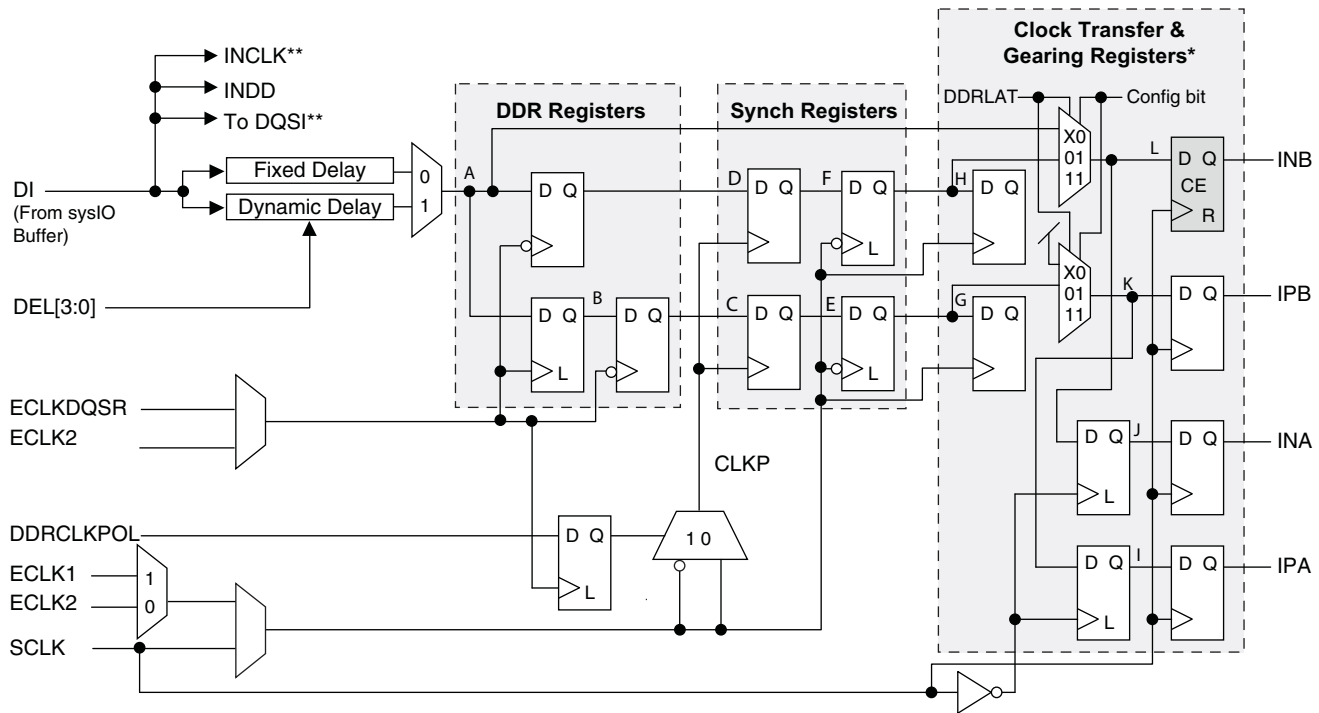 Clock Transfer &
Gearing Registers*
INCLK**
INDD
To DQSI**
DDR Registers
Synch Registers
DDRLAT
Config bit
Fixed Delay
Dynamic Delay
0
1
DI
(From sysIO
Buffer)
DEL[3:0]
A
D Q
D
D Q
F
D Q
L
H
D Q
X0
01
11
L
D Q
CE
R
INB
D Q
L
B
D Q
C
D Q
E
D Q
L
G
D Q
X0
01
11
K
D Q
IPB
ECLKDQSR
ECLK2
CLKP
D Q
L
J
D Q
INA
DDRCLKPOL
D Q
L
1 0
ECLK1
ECLK2
1
0
SCLK
D Q
L
I
D Q
IPA